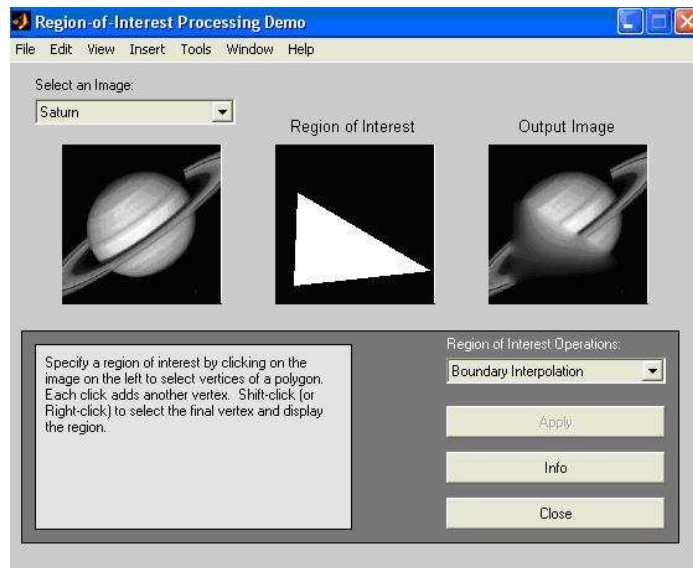 Region-of-Interest Processing Demo
File Edit View Insert Tools Window Help
Select an Image:
Saturn
Region of Interest
Output Image
Specify a region of interest by clicking on the
image on the left to select vertices of a polygon.
Each click adds another vertex. Shift-click (or
Right-click) to select the final vertex and display
the region.
Region of Interest Operations:
Boundary Interpolation
Apply
Info
Close